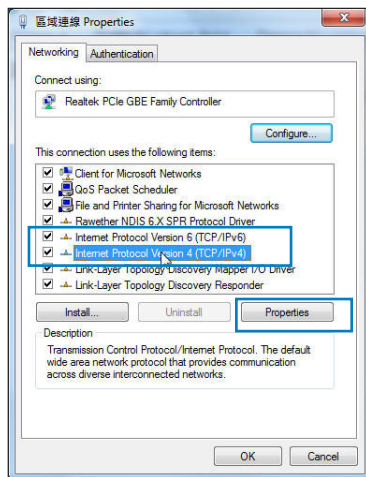 區域連線 Properties
Networking
Authentication
Connect using:
Realtek PCIe GBE Family Controller
Configure...
This connection uses the following items:
Client for Microsoft Networks
QoS Packet Scheduler
File and Printer Sharing for Microsoft Networks
Rawether NDIS 6.X SPR Protocol Driver
Internet Protocol Version 6 (TCP/IPv6)
Internet Protocol Version 4 (TCP/IPv4)
Link-Layer Topology Discovery Mapper I/O Driver
Link-Layer Topology Discovery Responder
Install...
Uninstall
Properties
Description
Transmission Control Protocol/Internet Protocol. The default
wide area network protocol that provides communication
across diverse interconnected networks.
OK
Cancel